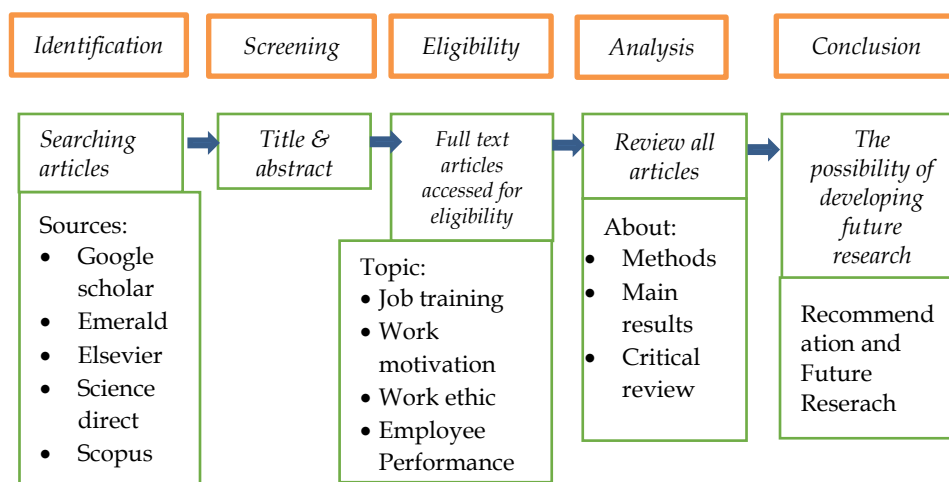 Identification
Screening
Eligibility
Analysis
Conclusion
Searching
articles
Title &
abstract
Full text
articles
accessed for
eligibility
Review all
articles
The
possibility of
developing
future
research
Sources:
• Google
scholar
• Emerald
• Elsevier
• Science
direct
• Scopus
Topic:
• Job training
• Work
motivation
• Work ethic
• Employee
Performance
About:
• Methods
• Main
results
• Critical
review
Recommend
ation and
Future
Reserach